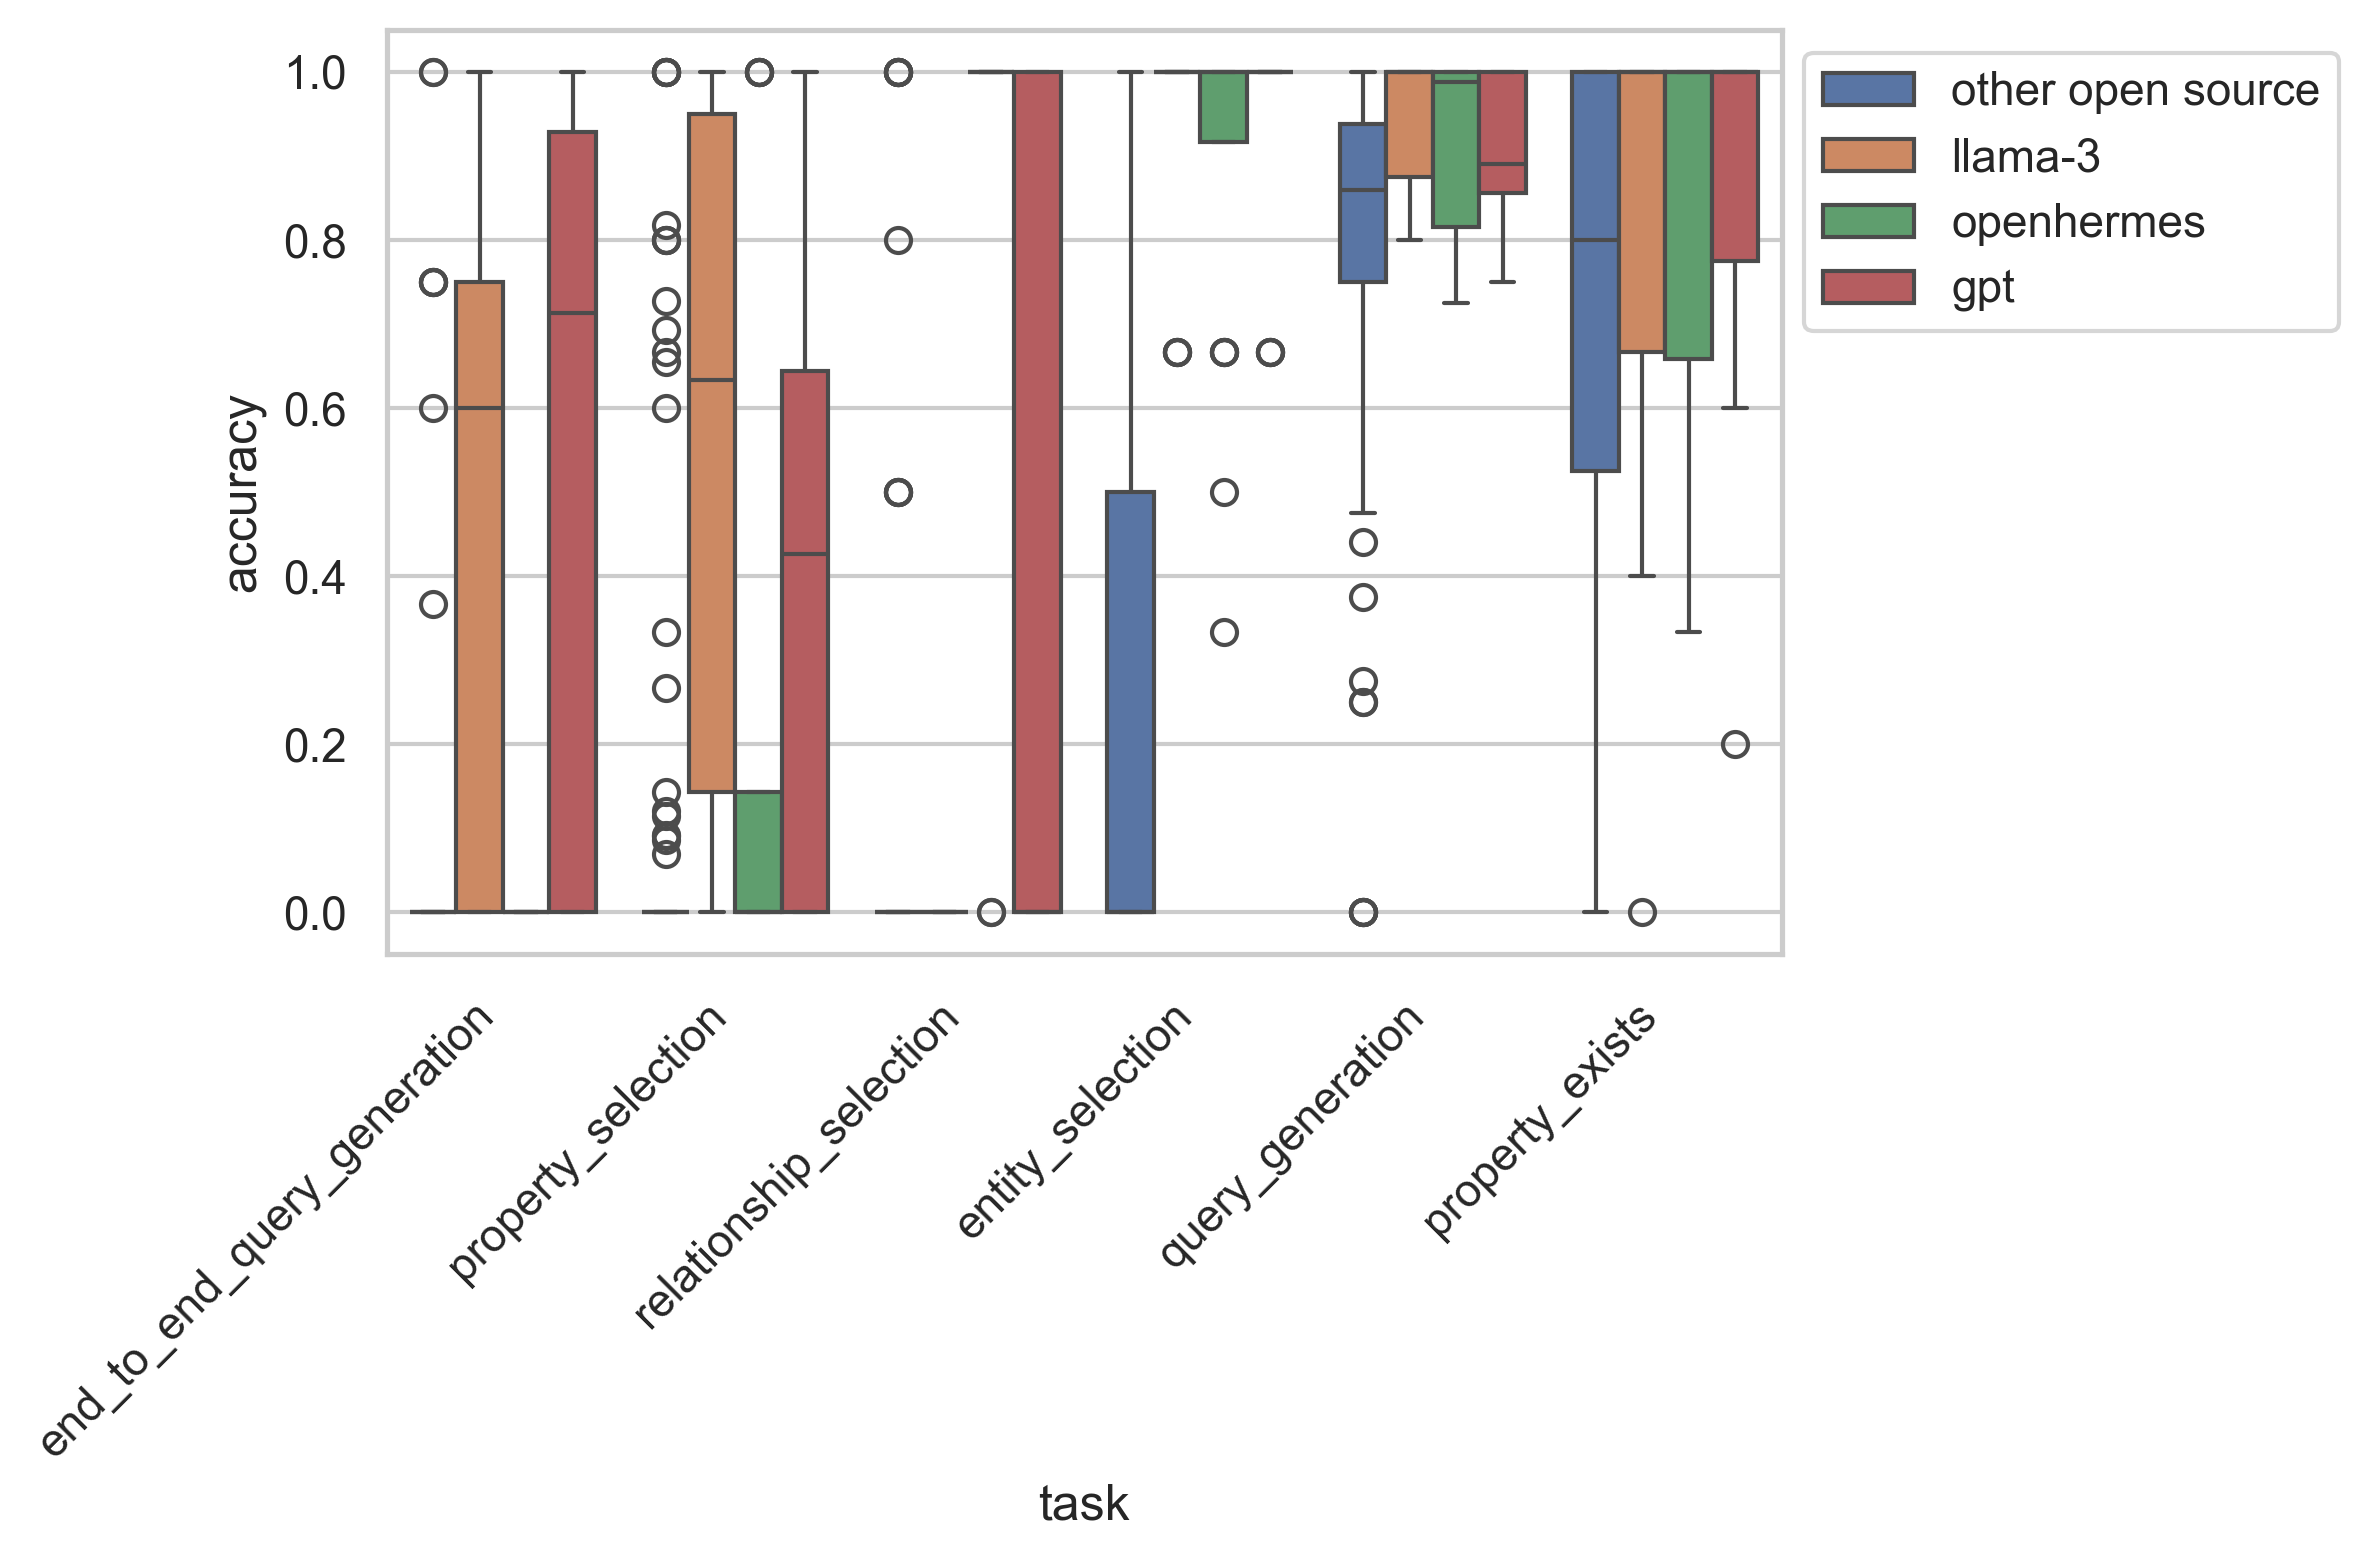 1.0
0.8
0.6
0.4
0.2
0.0
accuracy
other open source
llama-3
openhermes
gpt
end_to_end_query_generation
property_selection
relationship_selection
entity_selection
query_generation
property_exists
task